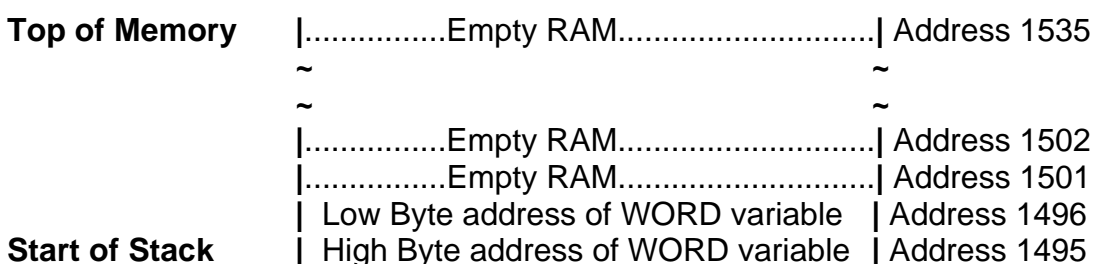 Top of Memory |................Empty RAM.............................| Address 1535
~ ~
~ ~
|................Empty RAM.............................| Address 1502
|................Empty RAM.............................| Address 1501
| Low Byte address of WORD variable | Address 1496
Start of Stack | High Byte address of WORD variable | Address 1495